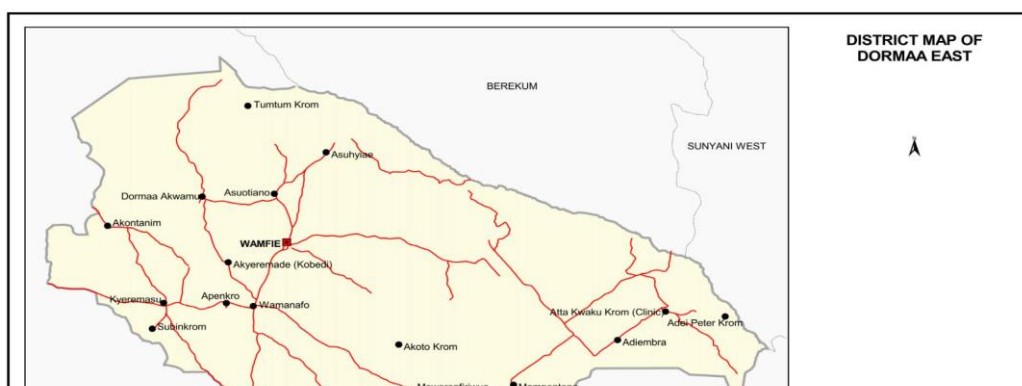 DISTRICT MAP OF
DORMAA EAST
BEREKUM
Tumtum Krom
SUNYANI WEST
N
Asuhyiae
Dormaa Akwamu
Asuotiano
Akontanim
WAMFIE
Akyeremade (Kobedi)
Kyeremasu
Apenkro
Wamanafo
Atta Kwaku Krom (Clinic)
Adei Peter Krom
Subinkrom
Akoto Krom
Adiembra